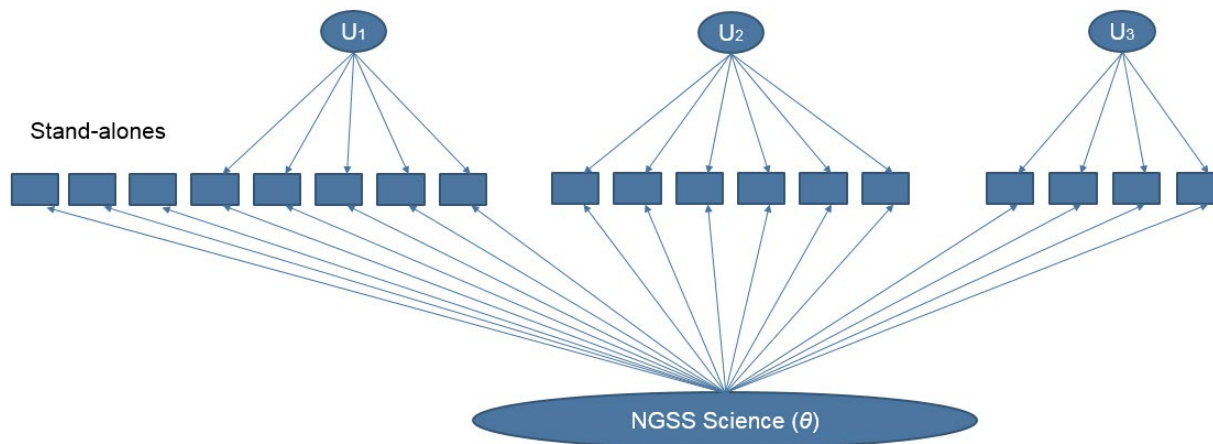 U₁
U₂
U₃
Stand-alones
NGSS Science (θ)